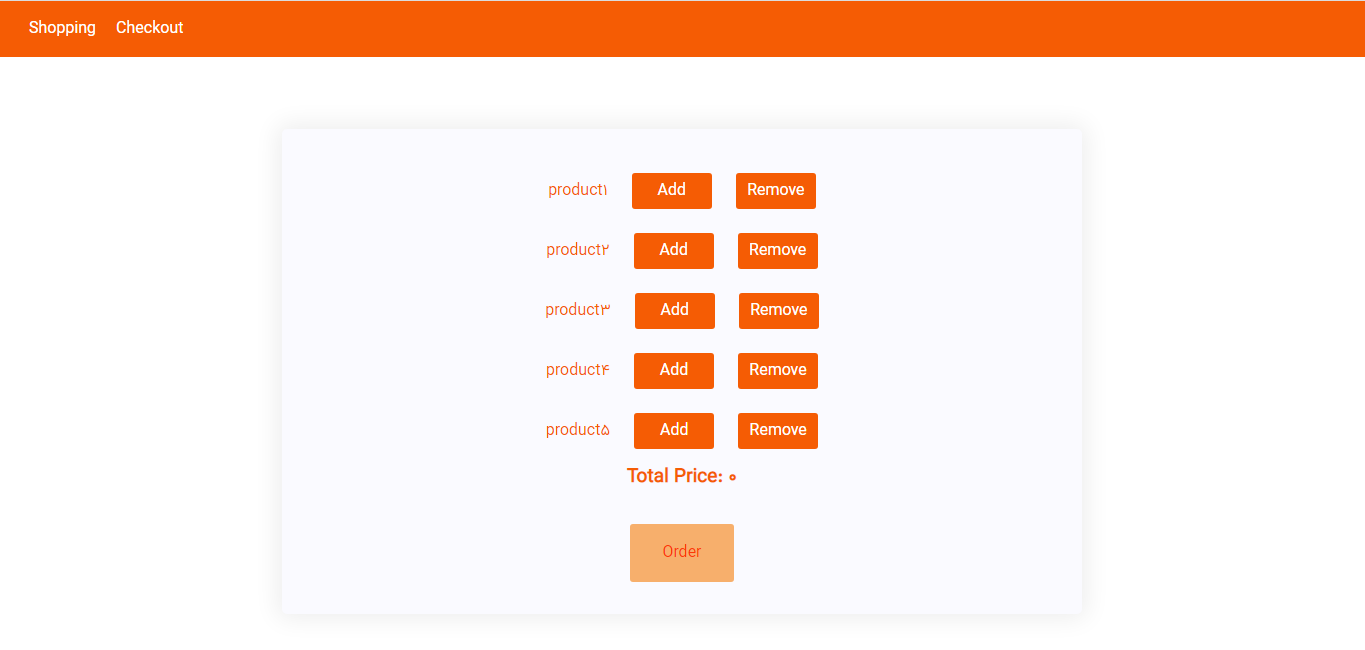 Shopping Checkout
product۱ Add Remove
product۲ Add Remove
product۳ Add Remove
product۴ Add Remove
product۵ Add Remove
Total Price: ۰
Order